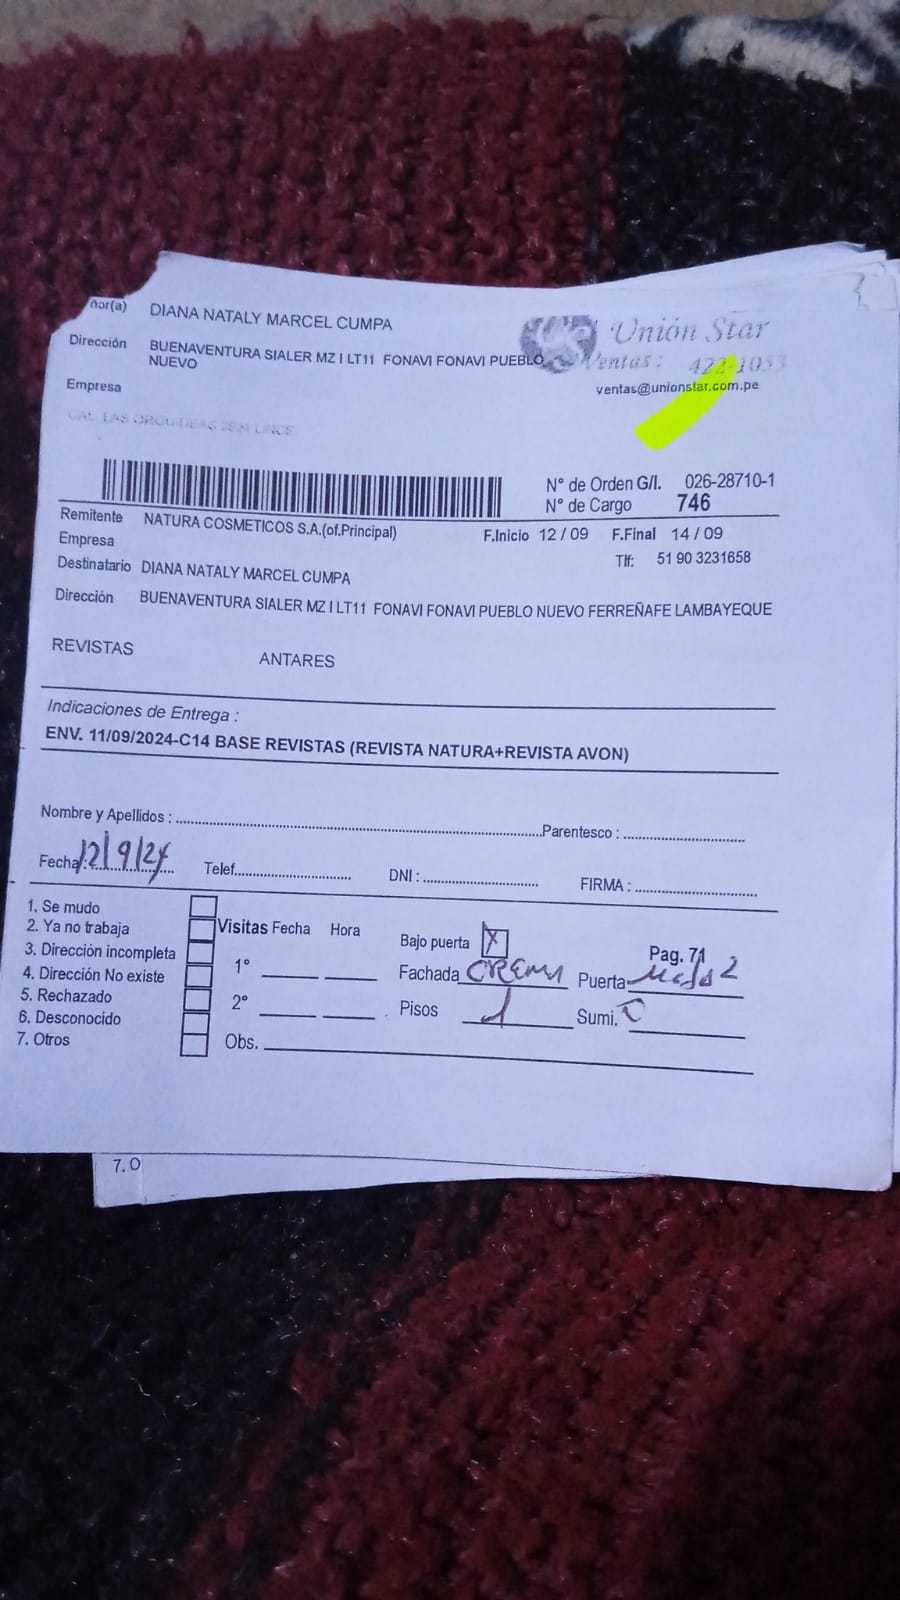 ñor(a) DIANA NATALY MARCEL CUMPA
Unión Star
Dirección BUENAVENTURA SIALER MZ I LT11 FONAVI FONAVI PUEBLO NUEVO
Ventas: 422-1053
Empresa
ventas@unionstar.com.pe
CAL LAS ORQUIDEAS LINCE
N° de Orden G/I. 026-28710-1
N° de Cargo 746
Remitente NATURA COSMETICOS S.A.(of.Principal) F.Inicio 12 / 09 F.Final 14 / 09
Empresa Tlf: 51 90 3231658
Destinatario DIANA NATALY MARCEL CUMPA
Dirección BUENAVENTURA SIALER MZ I LT11 FONAVI FONAVI PUEBLO NUEVO FERREÑAFE LAMBAYEQUE
REVISTAS ANTARES
Indicaciones de Entrega :
ENV. 11/09/2024-C14 BASE REVISTAS (REVISTA NATURA+REVISTA AVON)
Nombre y Apellidos : Parentesco :
Fecha: 12/9/24 Telef. DNI : FIRMA :
1. Se mudo
2. Ya no trabaja
3. Dirección incompleta
4. Dirección No existe
5. Rechazado
6. Desconocido
7. Otros
Visitas Fecha Hora
1°
2°
Obs.
Bajo puerta X
Pag. 71
Fachada CREMA Puerta
Pisos 1 Sumi.
7. O